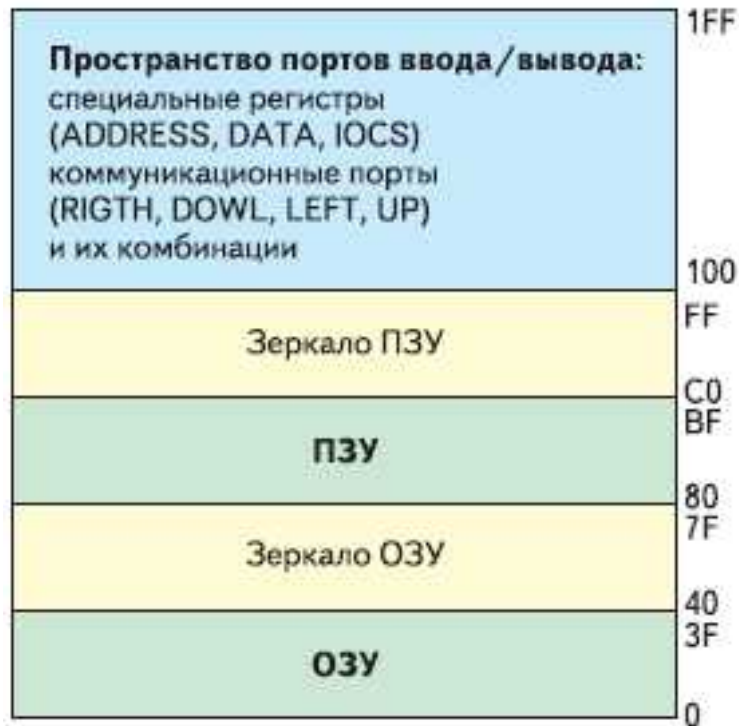 1FF
Пространство портов ввода/вывода:
специальные регистры
(ADDRESS, DATA, IOCS)
коммуникационные порты
(RIGTH, DOWL, LEFT, UP)
и их комбинации
100
FF
Зеркало ПЗУ
C0
BF
ПЗУ
80
7F
Зеркало ОЗУ
40
3F
ОЗУ
0